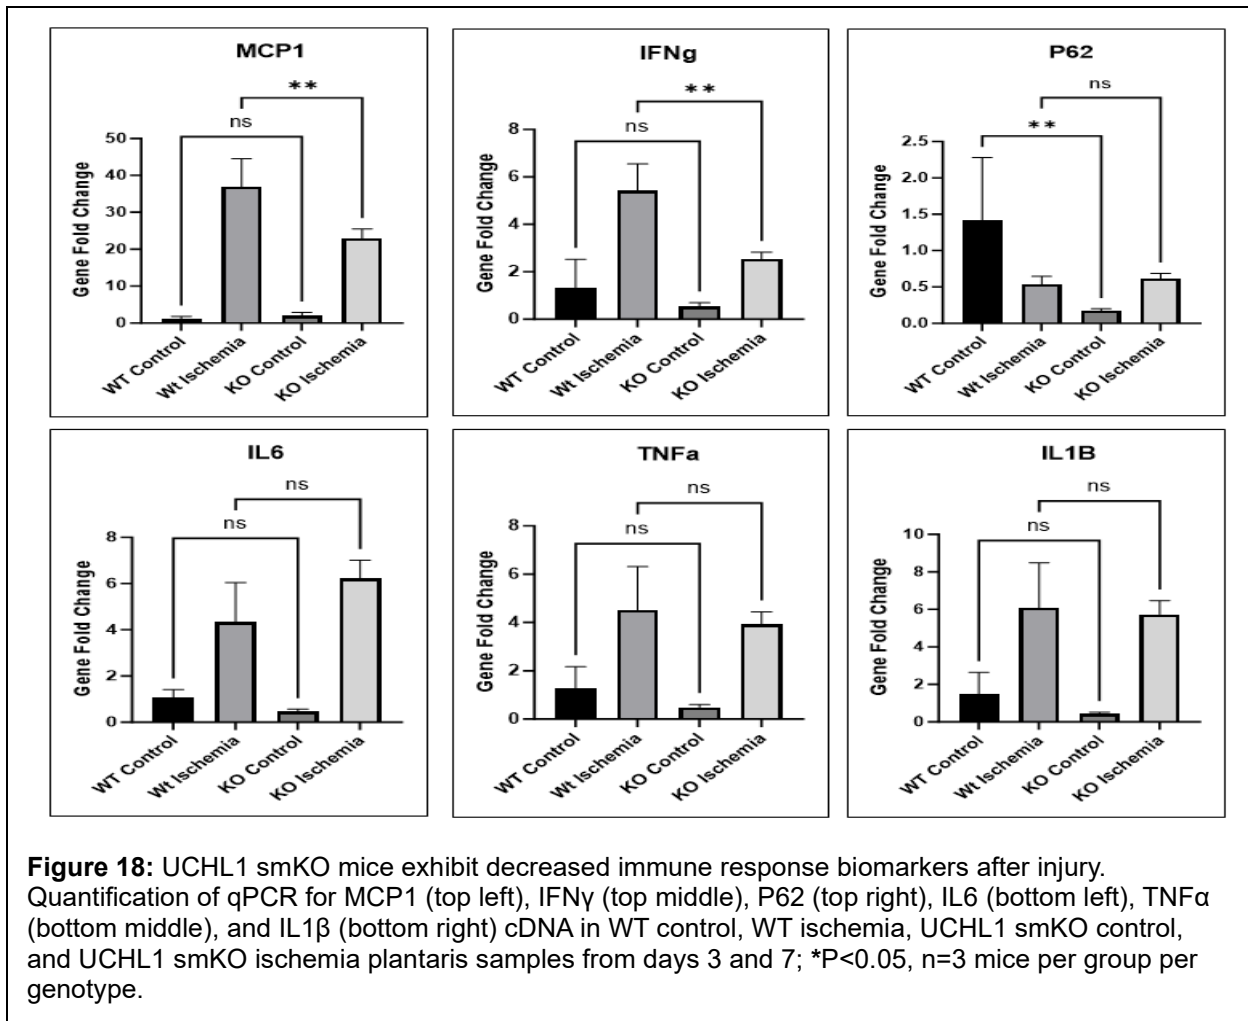 MCP1
**
ns
50
40
30
20
10
0
Gene Fold Change
WT Control
Wt Ischemia
KO Control
KO Ischemia
IFNg
**
ns
8
6
4
2
0
Gene Fold Change
WT Control
Wt Ischemia
KO Control
KO Ischemia
P62
ns
**
2.5
2.0
1.5
1.0
0.5
0.0
Gene Fold Change
WT Control
Wt Ischemia
KO Control
KO Ischemia
IL6
ns
ns
8
6
4
2
0
Gene Fold Change
WT Control
Wt Ischemia
KO Control
KO Ischemia
TNFa
ns
ns
8
6
4
2
0
Gene Fold Change
WT Control
Wt Ischemia
KO Control
KO Ischemia
IL1B
ns
ns
10
8
6
4
2
0
Gene Fold Change
WT Control
Wt Ischemia
KO Control
KO Ischemia
Figure 18: UCHL1 smKO mice exhibit decreased immune response biomarkers after injury.
Quantification of qPCR for MCP1 (top left), IFNγ (top middle), P62 (top right), IL6 (bottom left), TNFα
(bottom middle), and IL1β (bottom right) cDNA in WT control, WT ischemia, UCHL1 smKO control,
and UCHL1 smKO ischemia plantaris samples from days 3 and 7; *P<0.05, n=3 mice per group per
genotype.